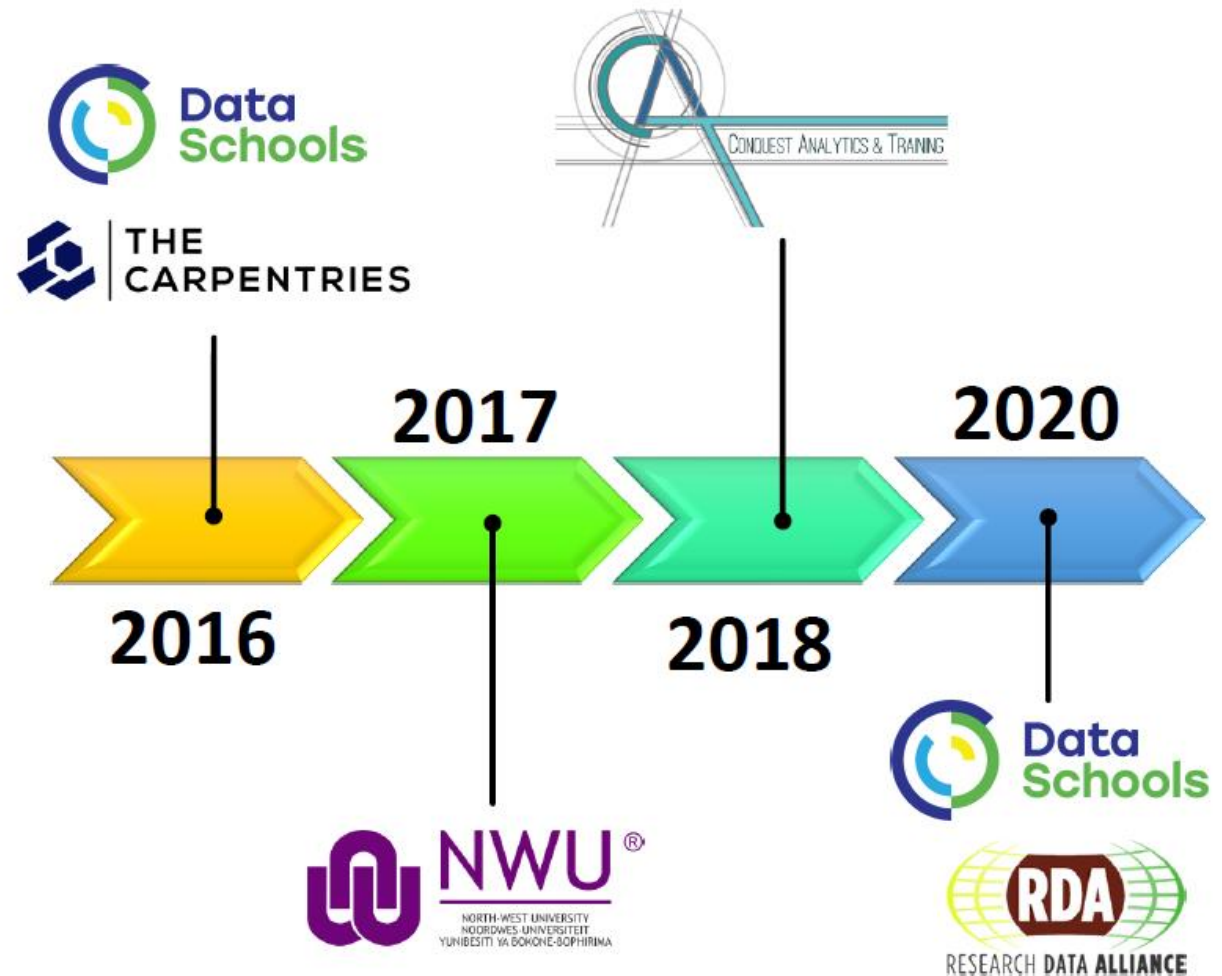 Data
Schools
THE
CARPENTRIES
CA
CONQUEST ANALYTICS & TRAINING
2017
2020
2016
2018
NWU®
NORTH-WEST UNIVERSITY
NOORDWES-UNIVERSITEIT
YUNIBESITI YA BOKONE-BOPHIRIMA
Data
Schools
RDA
RESEARCH DATA ALLIANCE